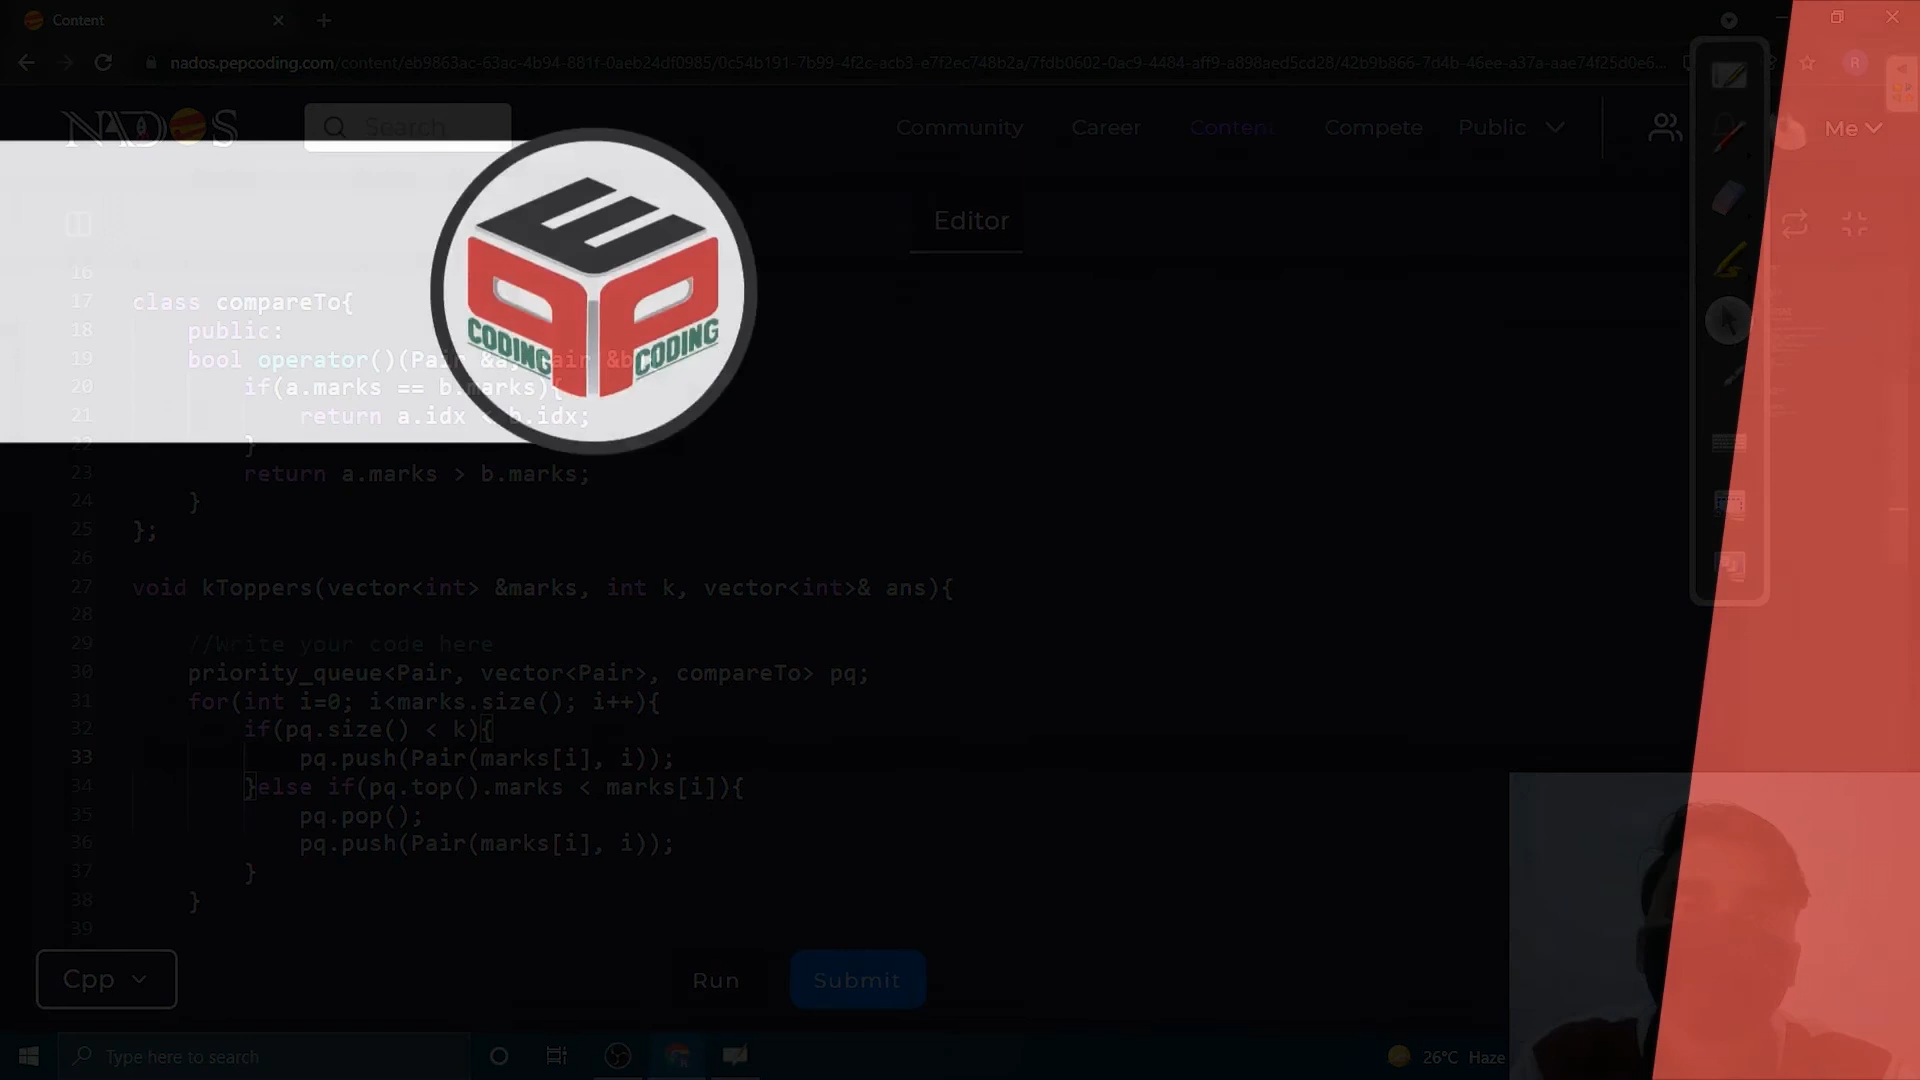 Content
nados.pepcoding.com/content/eb9863ac-63ac-4b94-881f-0aeb24df0985/0c54b191-7b99-4f2c-acb3-e7f2ec748b2a/7fdb0602-0ac9-4484-aff9-a898aed5cd28/42b9b866-7d4b-46ee-a37a-aae74f25d0e6...
R
NADOS
Search
Community
Career
Content
Compete
Public
Me
Editor
PEP
CODING
CODING
16
17 class compareTo{
18 public:
19 bool operator()(Pair &a, Pair &b
20 if(a.marks == b.marks){
21 return a.idx < b.idx;
22 }
23 return a.marks > b.marks;
24 }
25 };
26
27 void kToppers(vector<int> &marks, int k, vector<int>& ans){
28
29 //Write your code here
30 priority_queue<Pair, vector<Pair>, compareTo> pq;
31 for(int i=0; i<marks.size(); i++){
32 if(pq.size() < k){
33 pq.push(Pair(marks[i], i));
34 }else if(pq.top().marks < marks[i]){
35 pq.pop();
36 pq.push(Pair(marks[i], i));
37 }
38 }
39
Cpp
Run
Submit
Type here to search
26°C Haze